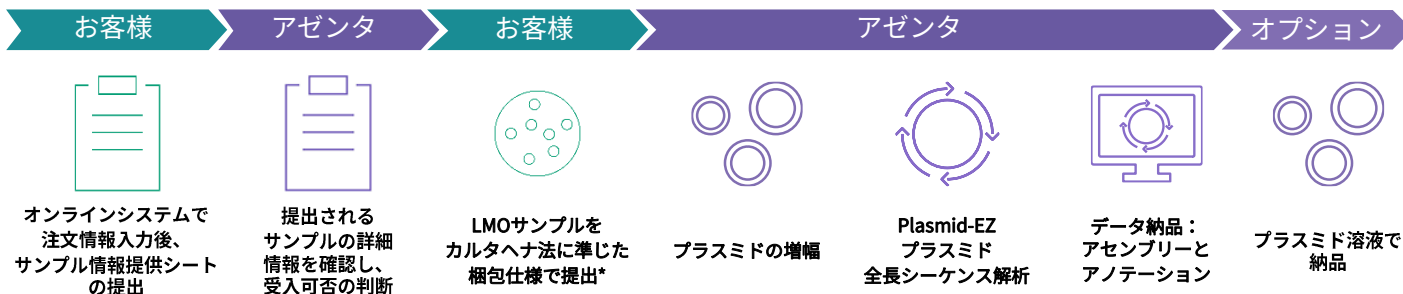 お客様
アゼンタ
お客様
アゼンタ
オプション
オンラインシステムで
注文情報入力後、
サンプル情報提供シート
の提出
提出される
サンプルの詳細
情報を確認し、
受入可否の判断
LMOサンプルを
カルタヘナ法に準じた
梱包仕様で提出*
プラスミドの増幅
Plasmid-EZ
プラスミド
全長シーケンス解析
データ納品：
アセンブリーと
アノテーション
プラスミド溶液で
納品